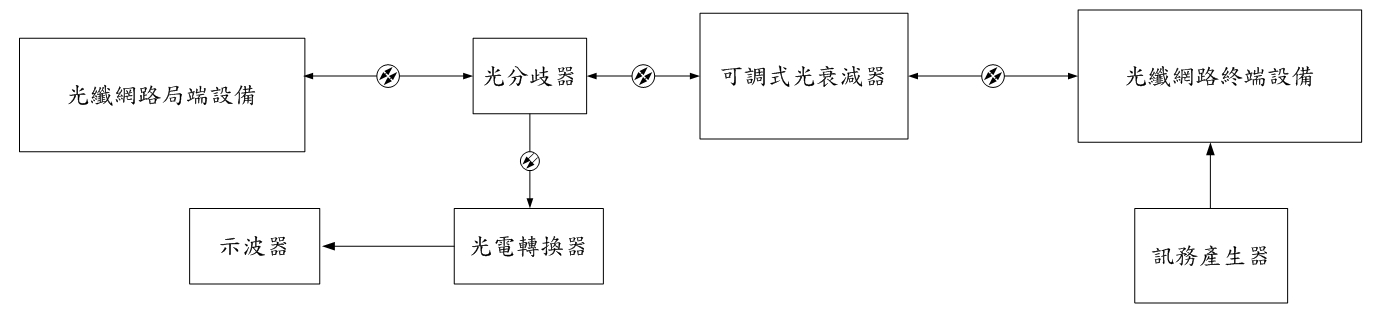 光纖網路局端設備
光分歧器
可調式光衰減器
光纖網路終端設備
示波器
光電轉換器
訊務產生器